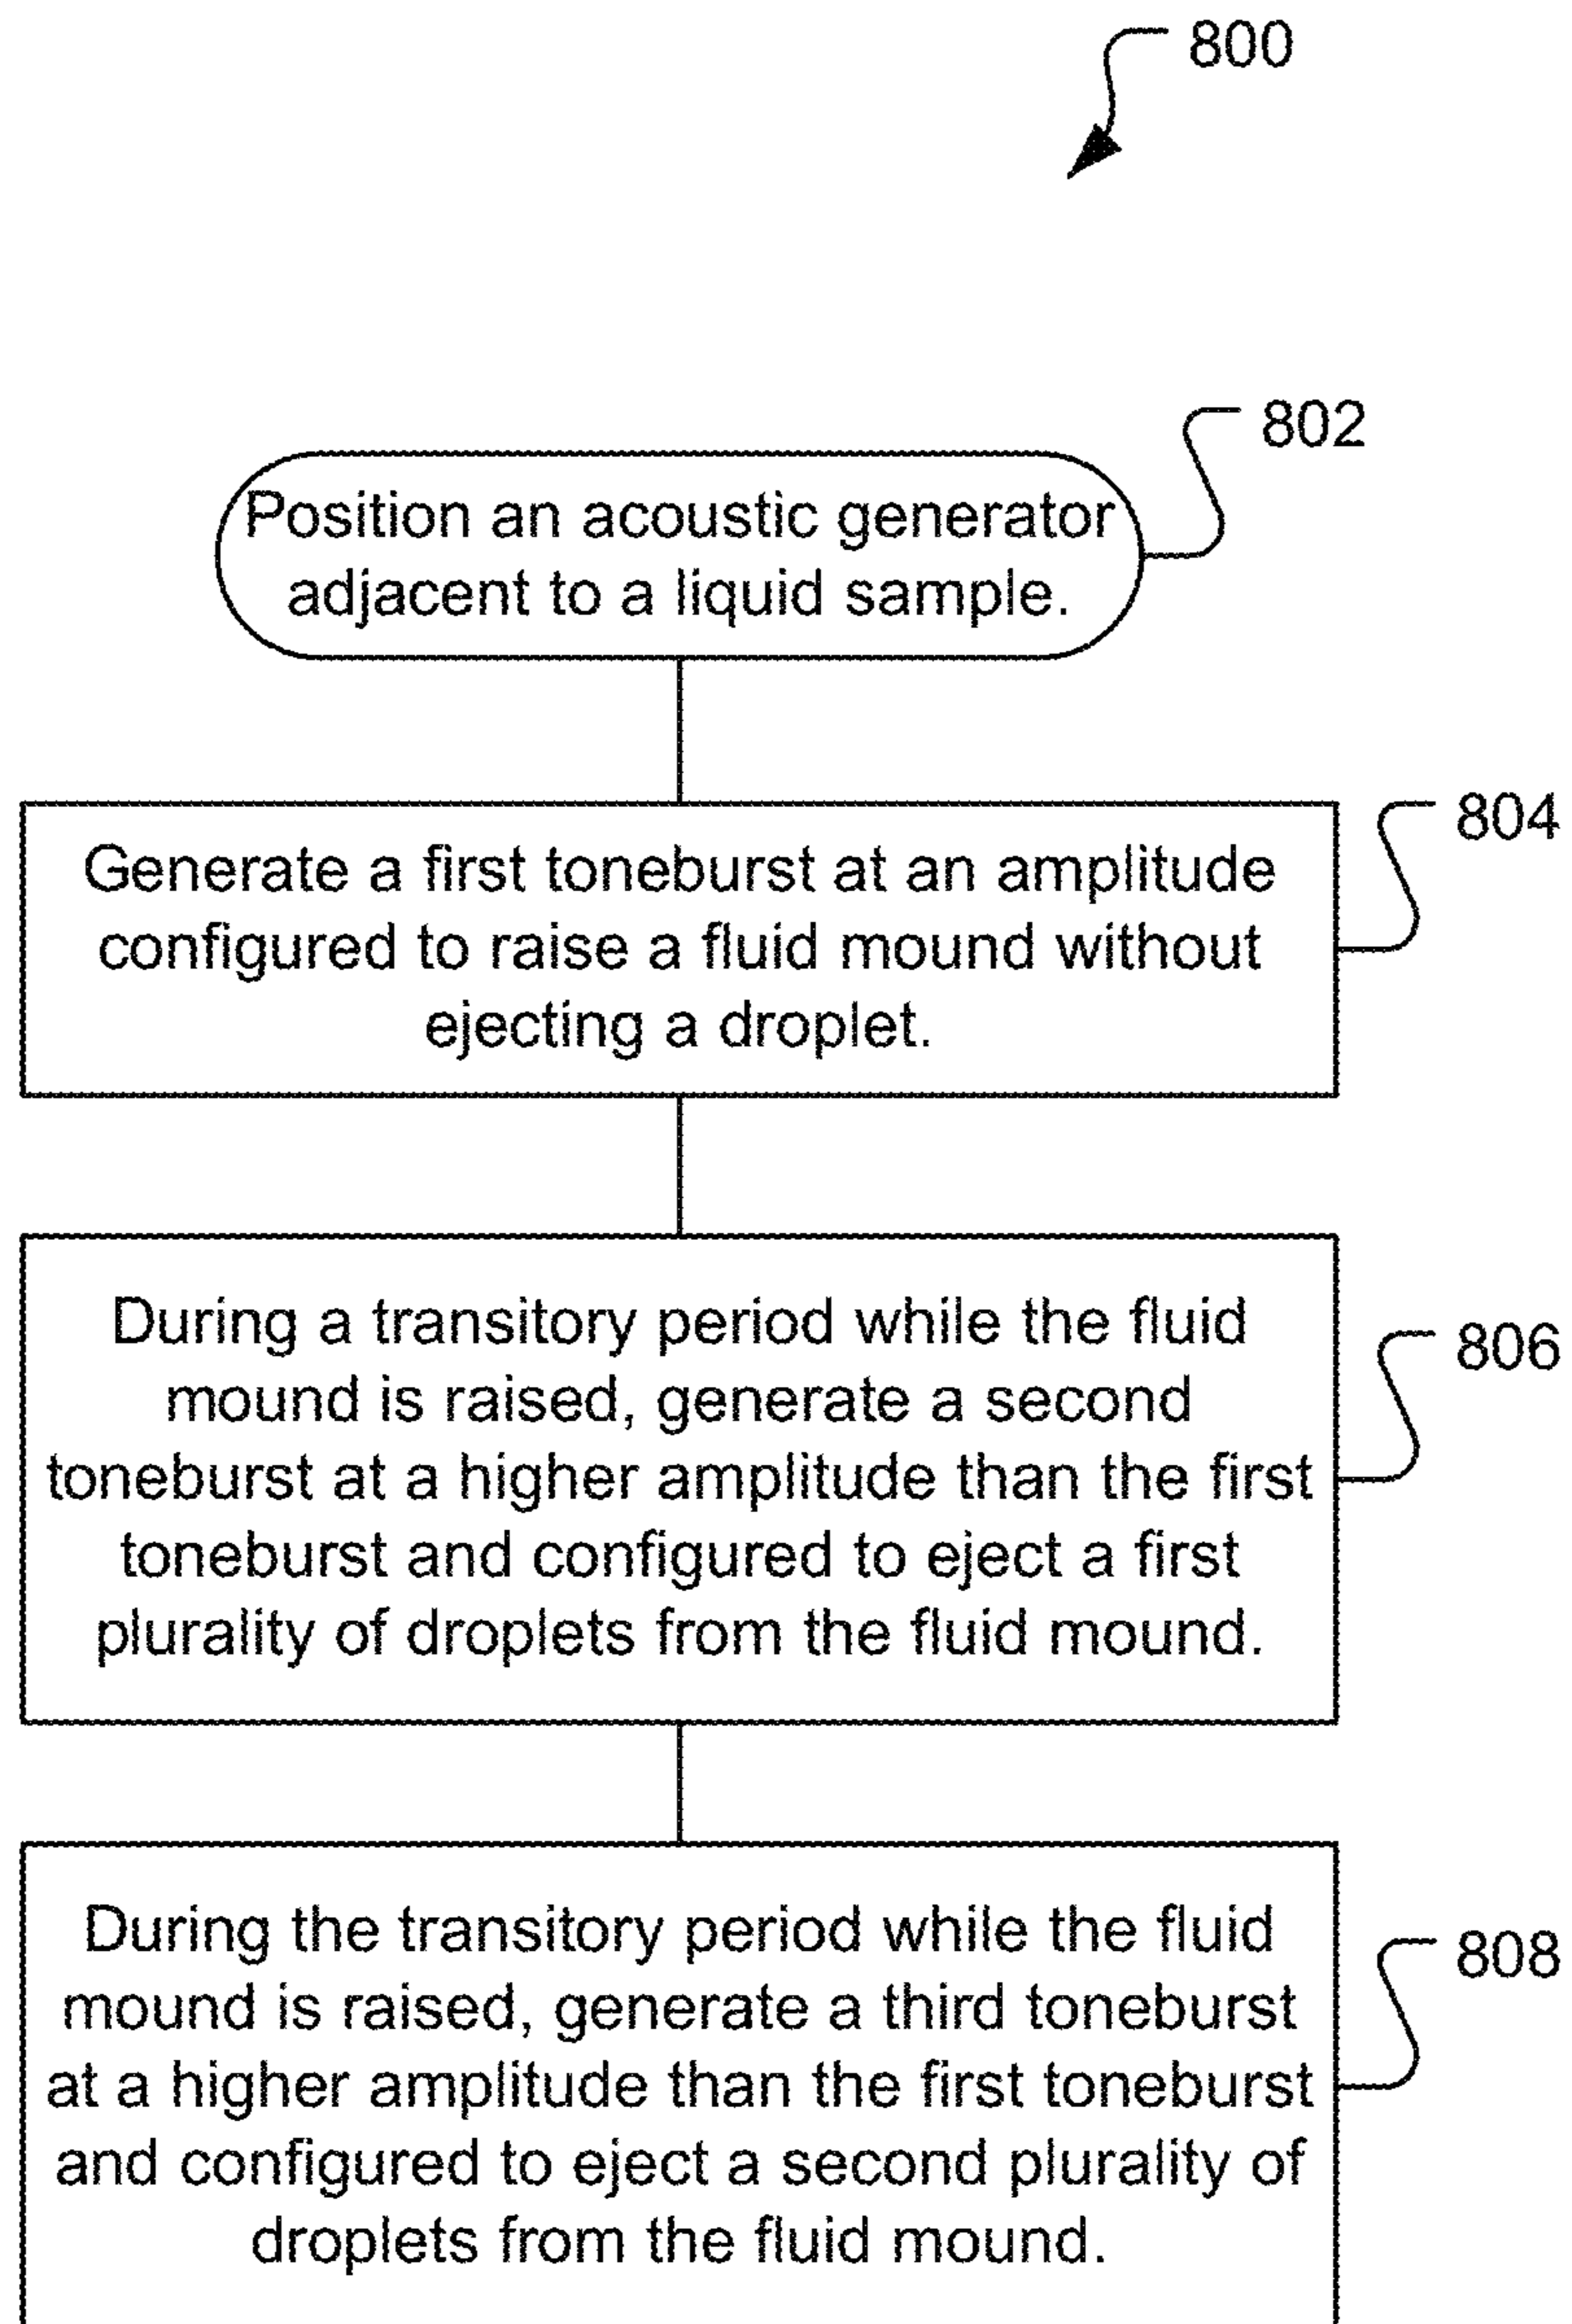 800
802
Position an acoustic generator
adjacent to a liquid sample.
804
Generate a first toneburst at an amplitude
configured to raise a fluid mound without
ejecting a droplet.
806
During a transitory period while the fluid
mound is raised, generate a second
toneburst at a higher amplitude than the first
toneburst and configured to eject a first
plurality of droplets from the fluid mound.
808
During the transitory period while the fluid
mound is raised, generate a third toneburst
at a higher amplitude than the first toneburst
and configured to eject a second plurality of
droplets from the fluid mound.